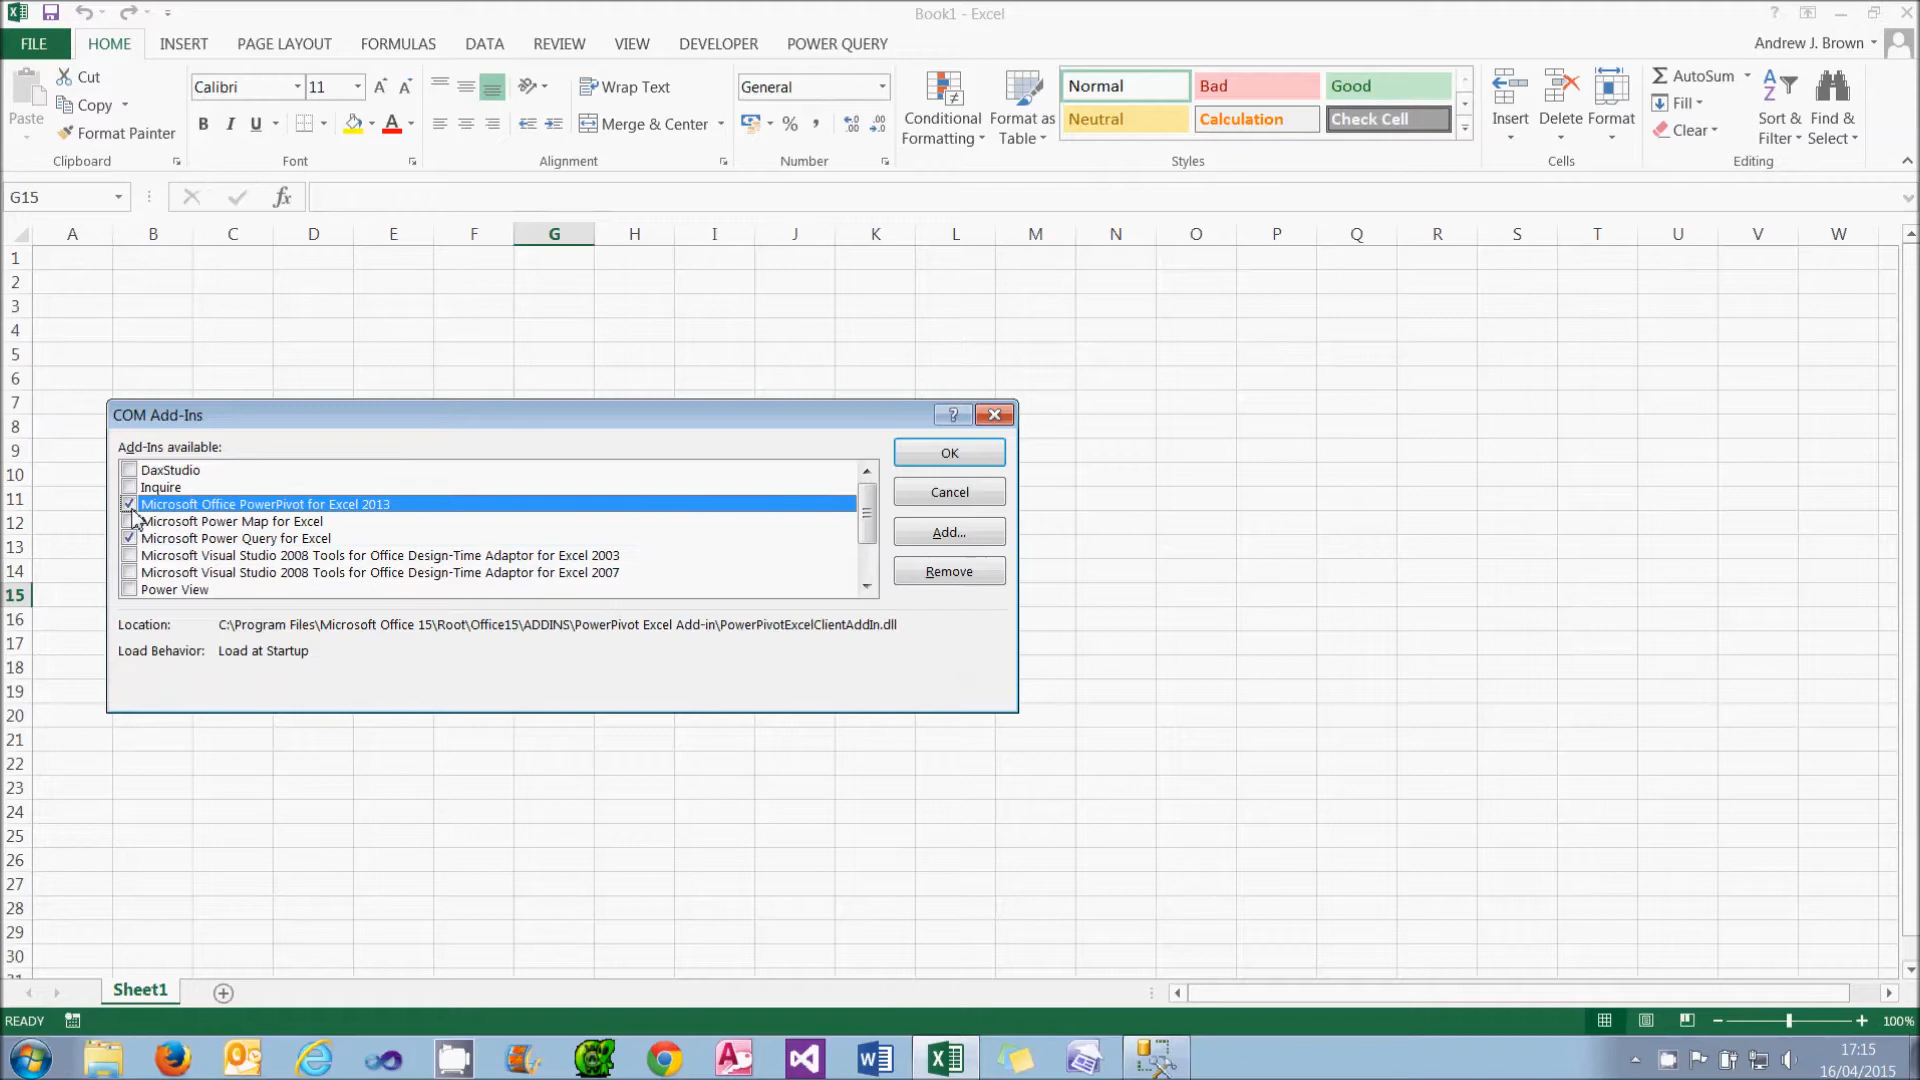 Book1 - Excel
FILE HOME INSERT PAGE LAYOUT FORMULAS DATA REVIEW VIEW DEVELOPER POWER QUERY Andrew J. Brown
Paste
Cut
Copy
Format Painter
Clipboard
Calibri 11
B I U
Font
Wrap Text
Merge & Center
Alignment
General
%
Number
Conditional Formatting
Format as Table
Normal Bad Good
Neutral Calculation Check Cell
Styles
Insert Delete Format
Cells
AutoSum
Fill
Clear
Sort & Filter
Find & Select
Editing
G15 fx
A B C D E F G H I J K L M N O P Q R S T U V W
1
2
3
4
5
6
7
8
9
10
11
12
13
14
15
16
17
18
19
20
21
22
23
24
25
26
27
28
29
30
COM Add-Ins
Add-Ins available:
DaxStudio
Inquire
Microsoft Office PowerPivot for Excel 2013
Microsoft Power Map for Excel
Microsoft Power Query for Excel
Microsoft Visual Studio 2008 Tools for Office Design-Time Adaptor for Excel 2003
Microsoft Visual Studio 2008 Tools for Office Design-Time Adaptor for Excel 2007
Power View
OK
Cancel
Add...
Remove
Location: C:\Program Files\Microsoft Office 15\Root\Office15\ADDINS\PowerPivot Excel Add-in\PowerPivotExcelClientAddIn.dll
Load Behavior: Load at Startup
Sheet1
READY 100%
17:15
16/04/2015